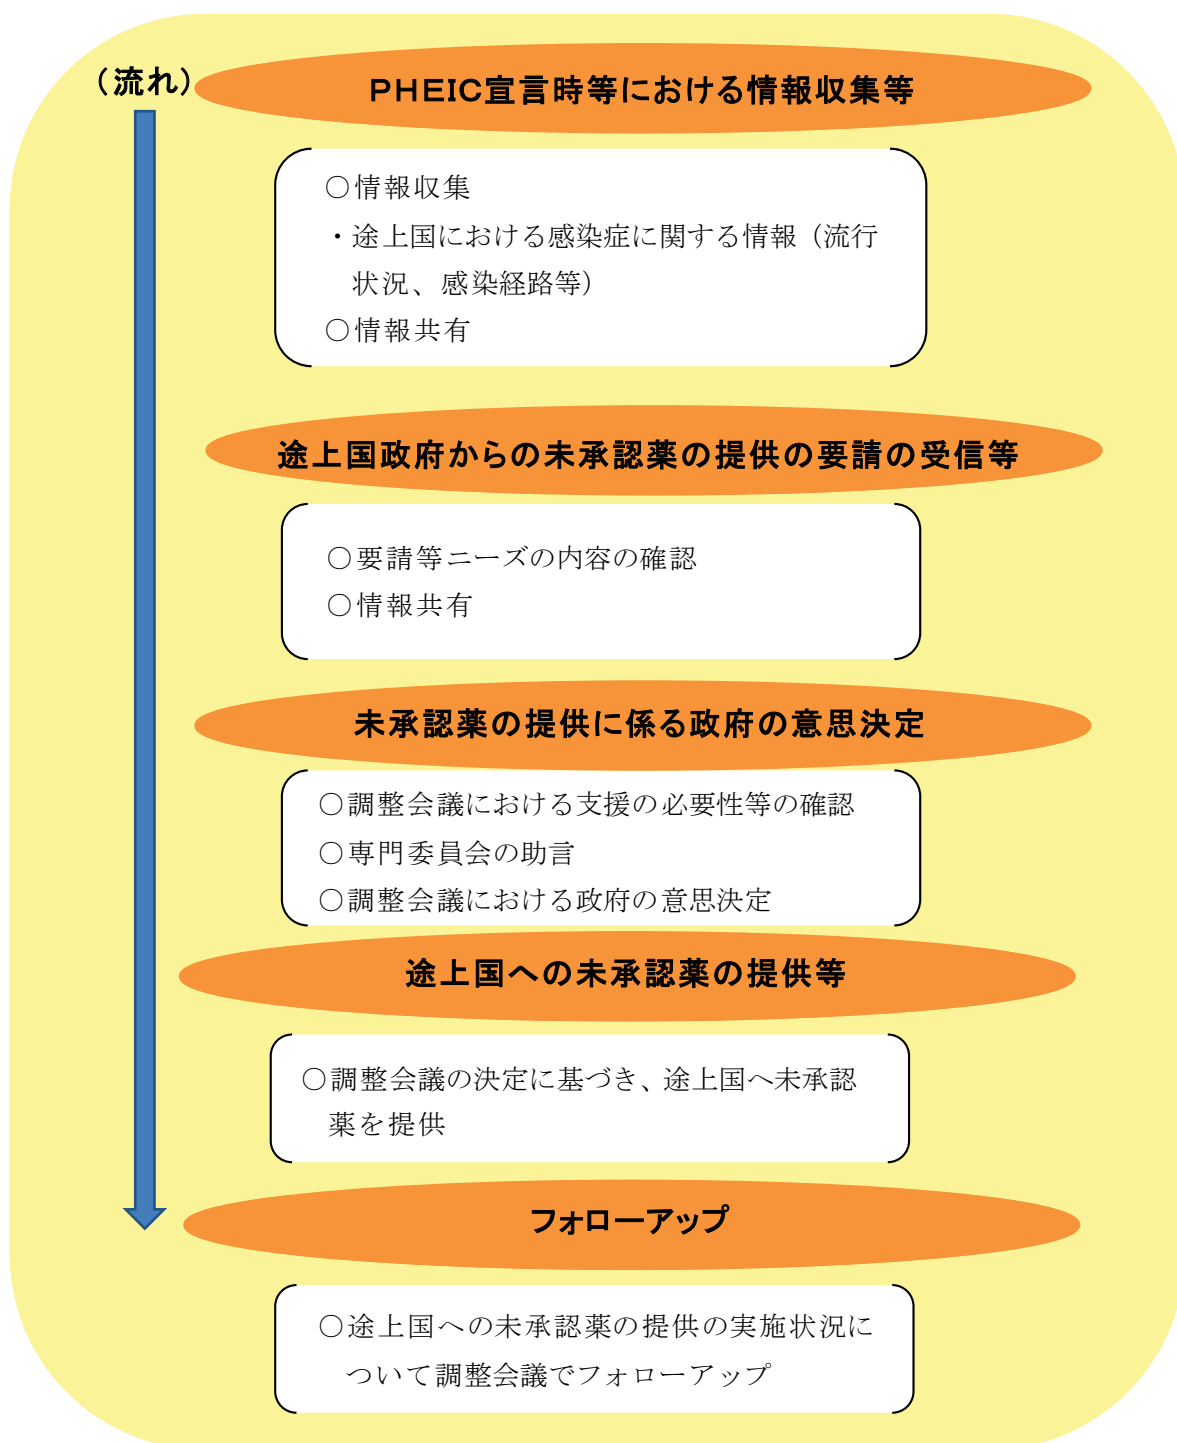 （流れ）
PHEIC宣言時等における情報収集等
○情報収集
・途上国における感染症に関する情報（流行
状況、感染経路等）
○情報共有
途上国政府からの未承認薬の提供の要請の受信等
○要請等ニーズの内容の確認
○情報共有
未承認薬の提供に係る政府の意思決定
○調整会議における支援の必要性等の確認
○専門委員会の助言
○調整会議における政府の意思決定
途上国への未承認薬の提供等
○調整会議の決定に基づき、途上国へ未承認
薬を提供
フォローアップ
○途上国への未承認薬の提供の実施状況に
ついて調整会議でフォローアップ